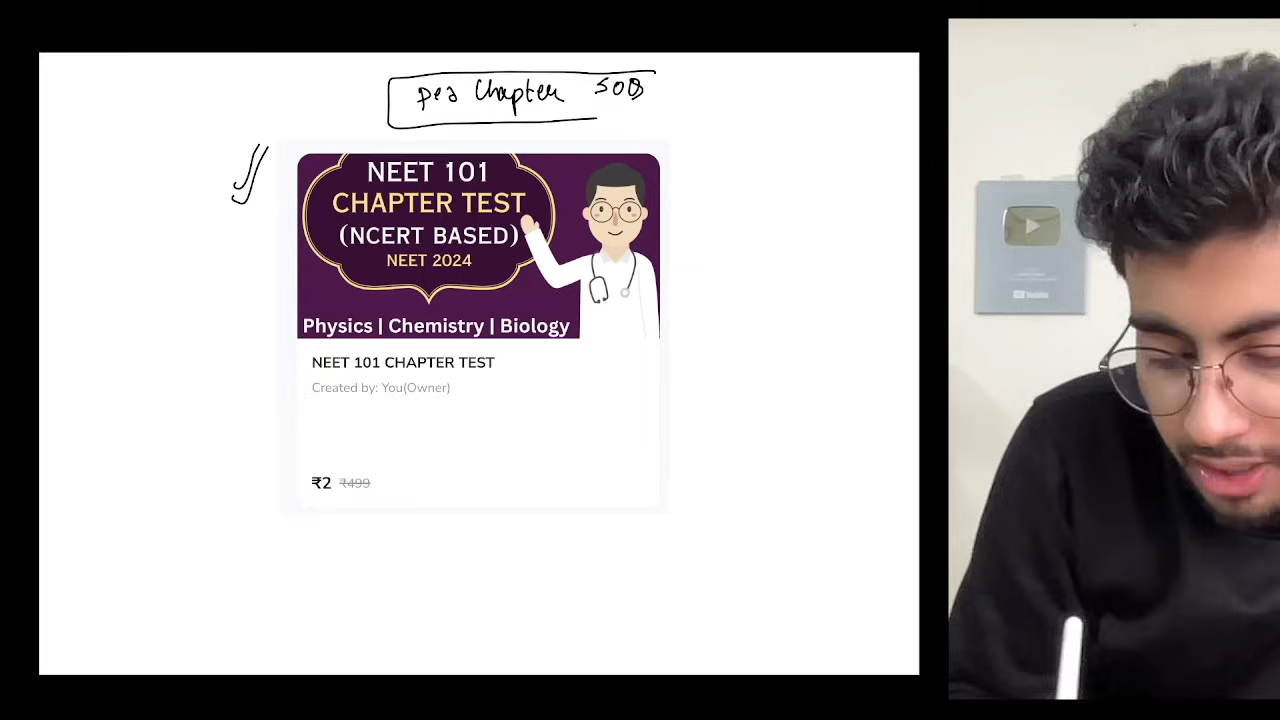 per Chapter 50Q
NEET 101
CHAPTER TEST
(NCERT BASED)
NEET 2024
Physics | Chemistry | Biology
NEET 101 CHAPTER TEST
Created by: You(Owner)
₹2 ₹499